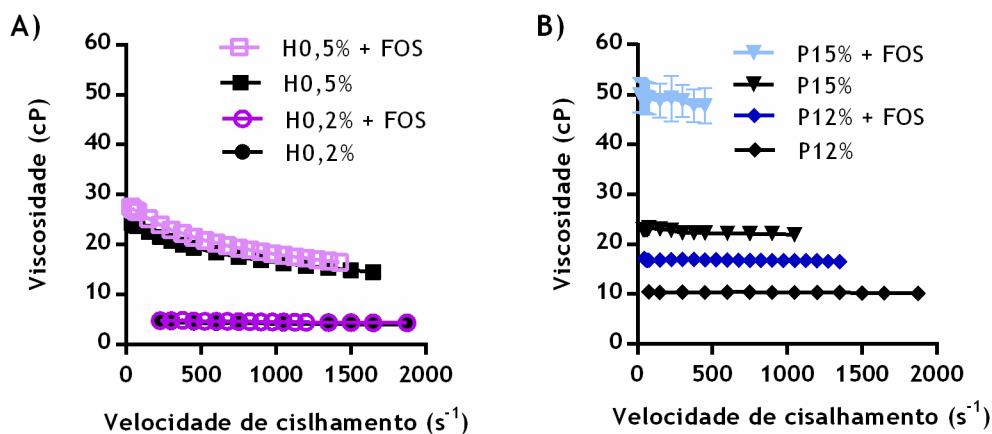 A)
60
50
40
30
20
10
0
Viscosidade (cP)
H0,5% + FOS
H0,5%
H0,2% + FOS
H0,2%
0 500 1000 1500 2000
Velocidade de cislhamento (s⁻¹)
B)
60
50
40
30
20
10
0
Viscosidade (cP)
P15% + FOS
P15%
P12% + FOS
P12%
0 500 1000 1500 2000
Velocidade de cisalhamento (s⁻¹)